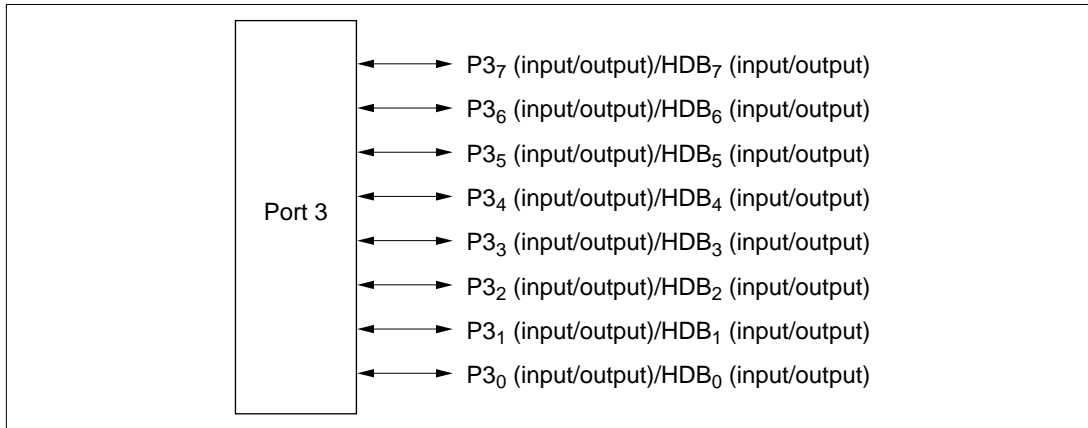 P3₇ (input/output)/HDB₇ (input/output)
P3₆ (input/output)/HDB₆ (input/output)
P3₅ (input/output)/HDB₅ (input/output)
P3₄ (input/output)/HDB₄ (input/output)
Port 3
P3₃ (input/output)/HDB₃ (input/output)
P3₂ (input/output)/HDB₂ (input/output)
P3₁ (input/output)/HDB₁ (input/output)
P3₀ (input/output)/HDB₀ (input/output)